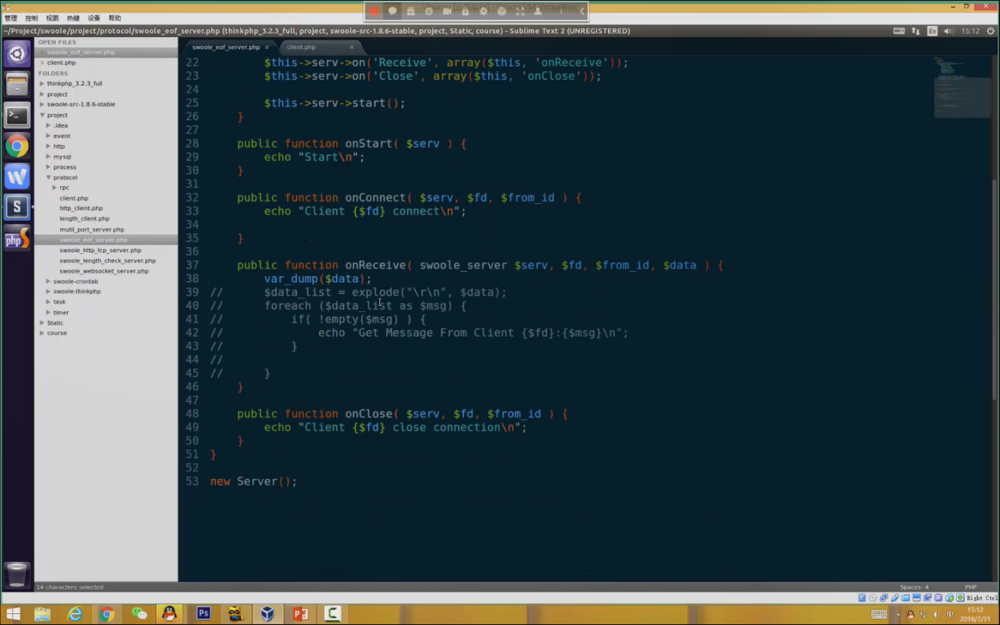 管理 控制 视图 热键 设备 帮助
~/Project/swoole/project/protocol/swoole_eof_server.php (thinkphp_3.2.3_full, project, swoole-src-1.8.6-stable, project, Static, course) - Sublime Text 2 (UNREGISTERED)
En 15:12
OPEN FILES
swoole_eof_server.php
client.php
FOLDERS
thinkphp_3.2.3_full
project
swoole-src-1.8.6-stable
project
.idea
event
http
mysql
process
protocol
rpc
client.php
http_client.php
length_client.php
mutil_port_server.php
swoole_eof_server.php
swoole_http_tcp_server.php
swoole_length_check_server.php
swoole_websocket_server.php
swoole-crontab
swoole-thinkphp
task
timer
Static
course
swoole_eof_server.php × client.php ×
22 $this->serv->on('Receive', array($this, 'onReceive'));
23 $this->serv->on('Close', array($this, 'onClose'));
24
25 $this->serv->start();
26 }
27
28 public function onStart( $serv ) {
29 echo "Start\n";
30 }
31
32 public function onConnect( $serv, $fd, $from_id ) {
33 echo "Client {$fd} connect\n";
34
35 }
36
37 public function onReceive( swoole_server $serv, $fd, $from_id, $data ) {
38 var_dump($data);
39 // $data_list = explode("\r\n", $data);
40 // foreach ($data_list as $msg) {
41 // if( !empty($msg) ) {
42 // echo "Get Message From Client {$fd}:{$msg}\n";
43 // }
44 //
45 // }
46 }
47
48 public function onClose( $serv, $fd, $from_id ) {
49 echo "Client {$fd} close connection\n";
50 }
51 }
52
53 new Server();
14 characters selected
Spaces: 4 PHP
Right Ctrl
中 15:12
2016/7/31